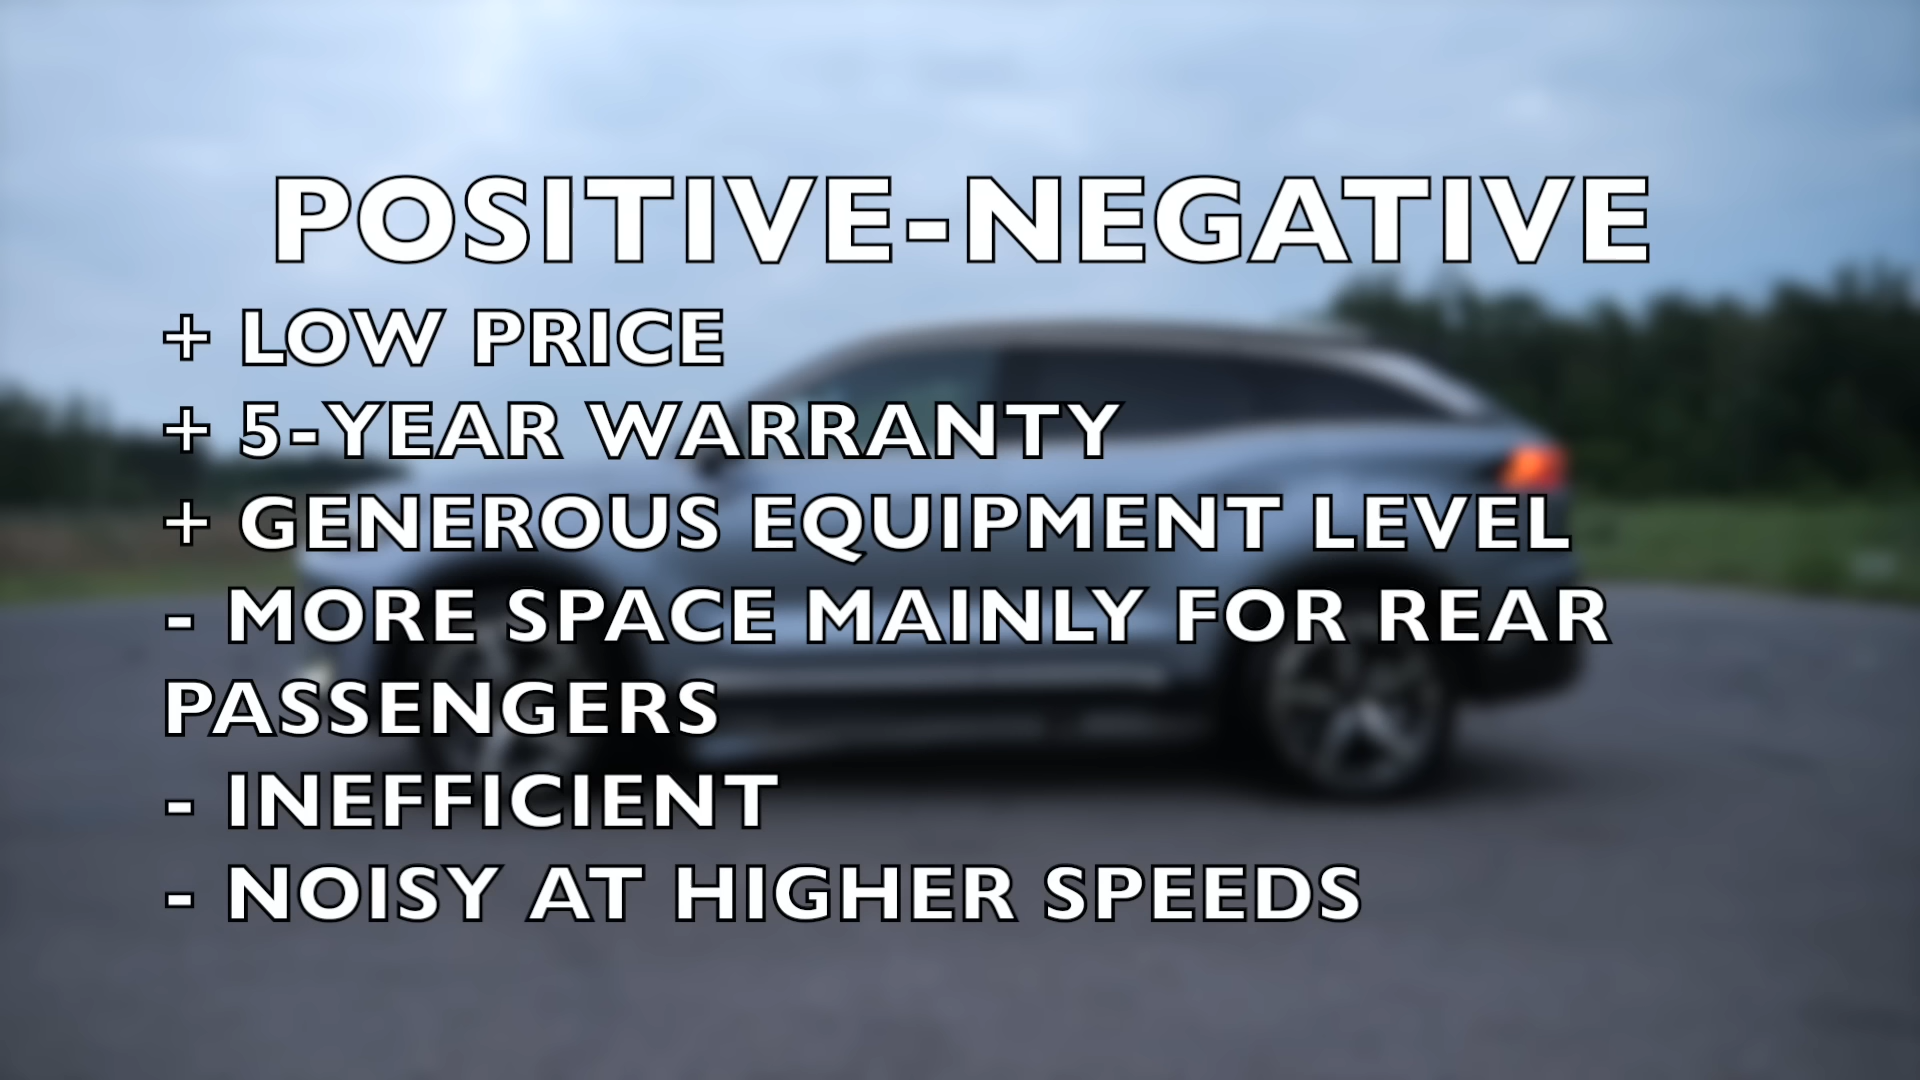 POSITIVE-NEGATIVE
+ LOW PRICE
+ 5-YEAR WARRANTY
+ GENEROUS EQUIPMENT LEVEL
- MORE SPACE MAINLY FOR REAR
PASSENGERS
- INEFFICIENT
- NOISY AT HIGHER SPEEDS